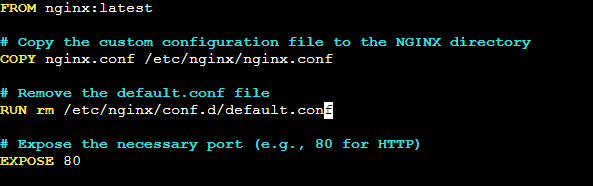 FROM nginx:latest
# Copy the custom configuration file to the NGINX directory
COPY nginx.conf /etc/nginx/nginx.conf
# Remove the default.conf file
RUN rm /etc/nginx/conf.d/default.conf
# Expose the necessary port (e.g., 80 for HTTP)
EXPOSE 80